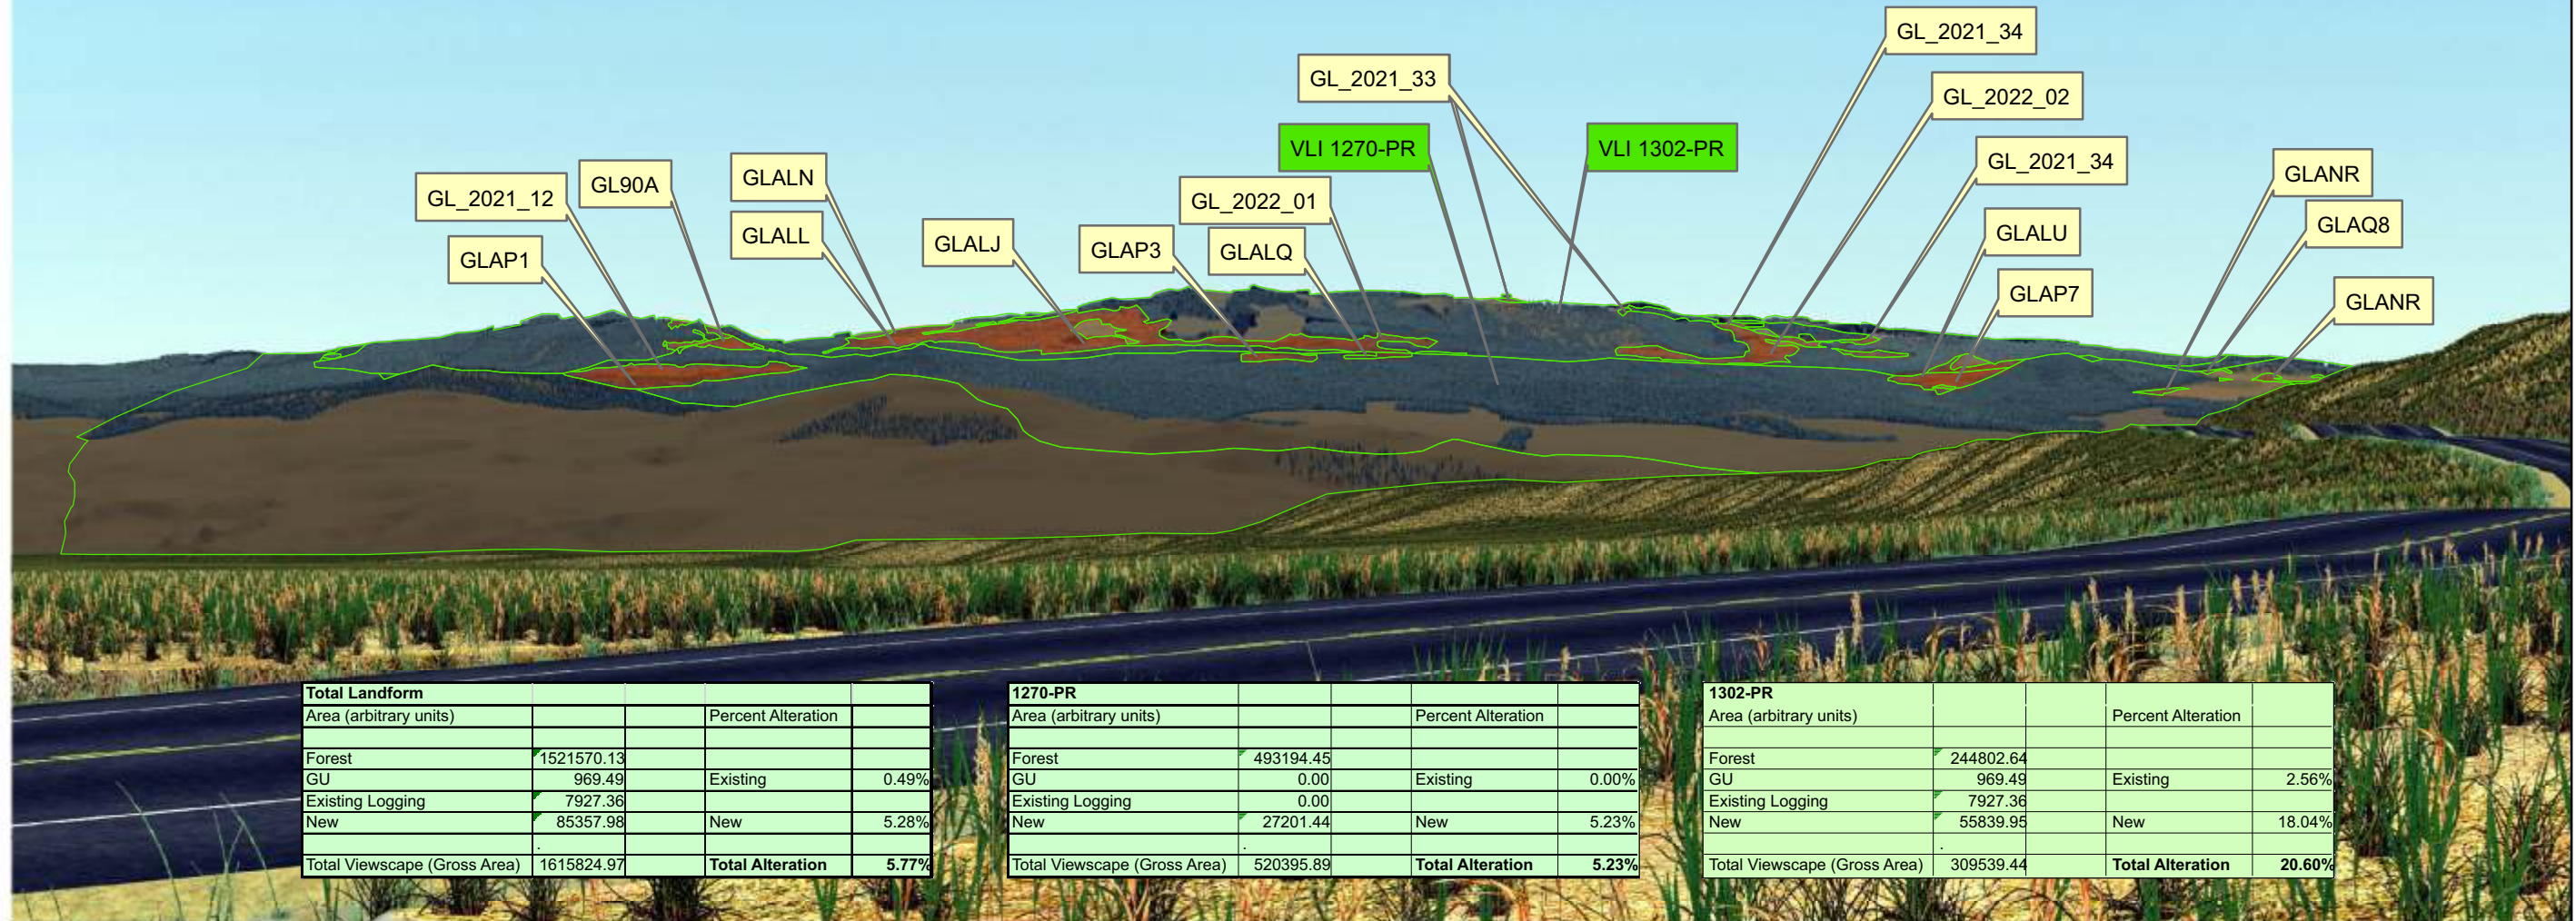 GL_2021_34
GL_2021_33
GL_2022_02
VLI 1270-PR
VLI 1302-PR
GL_2021_34
GL_2021_12
GL90A
GLALN
GL_2022_01
GLANR
GLAP1
GLALL
GLALJ
GLAP3
GLALQ
GLALU
GLAQ8
GLAP7
GLANR
Total Landform
Area (arbitrary units) Percent Alteration
Forest 1521570.13
GU 969.49 Existing 0.49%
Existing Logging 7927.36
New 85357.98 New 5.28%
.
Total Viewscape (Gross Area) 1615824.97 Total Alteration 5.77%
1270-PR
Area (arbitrary units) Percent Alteration
Forest 493194.45
GU 0.00 Existing 0.00%
Existing Logging 0.00
New 27201.44 New 5.23%
.
Total Viewscape (Gross Area) 520395.89 Total Alteration 5.23%
1302-PR
Area (arbitrary units) Percent Alteration
Forest 244802.64
GU 969.49 Existing 2.56%
Existing Logging 7927.36
New 55839.95 New 18.04%
.
Total Viewscape (Gross Area) 309539.44 Total Alteration 20.60%